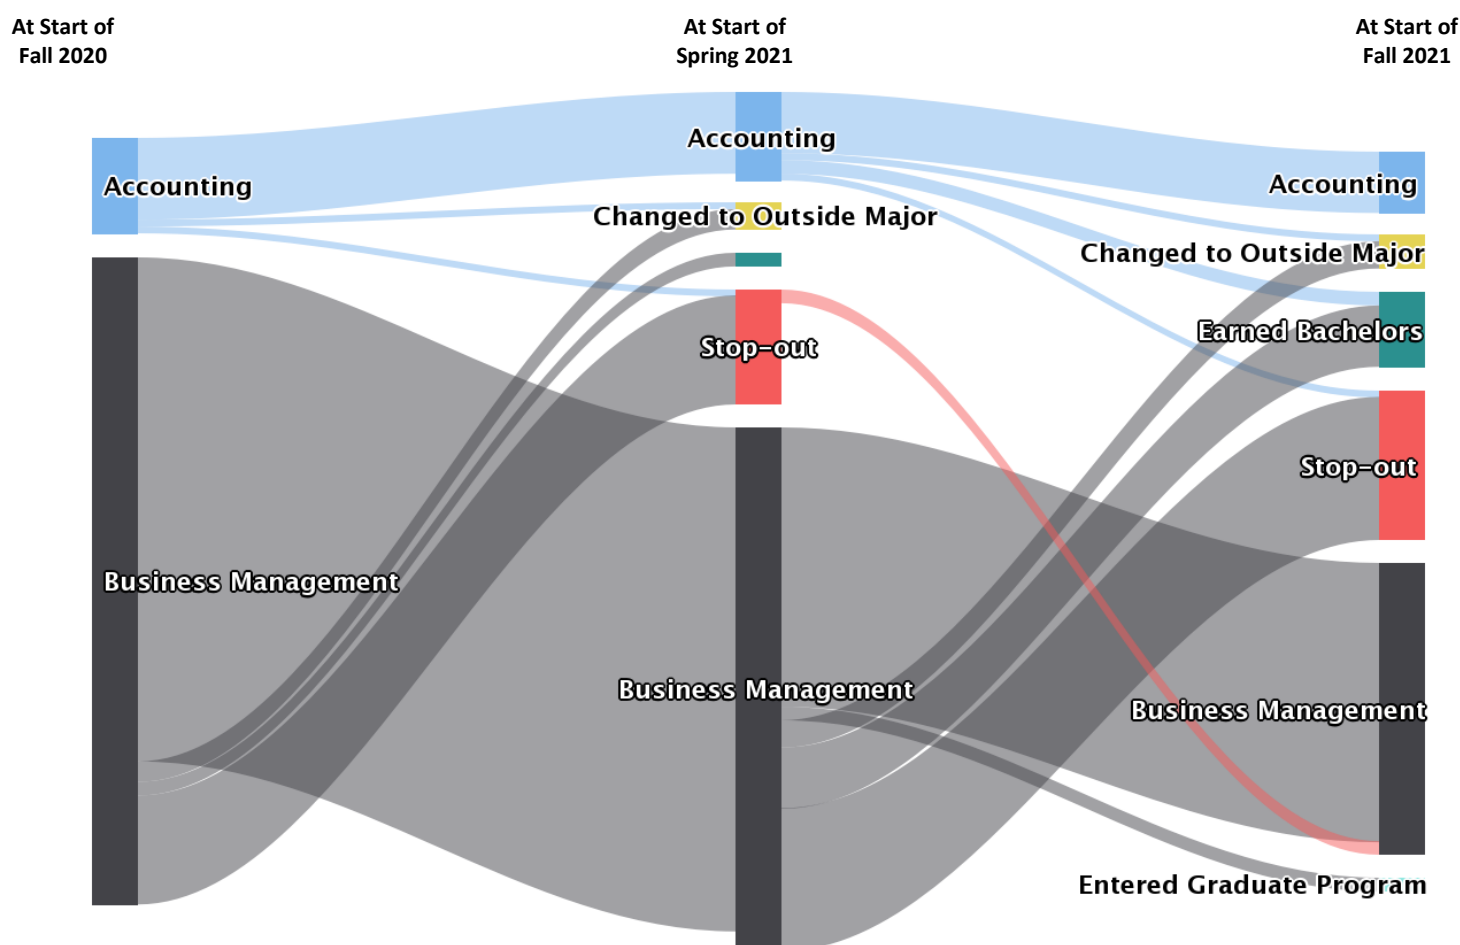 At Start of
Fall 2020
At Start of
Spring 2021
At Start of
Fall 2021
Accounting
Business Management
Accounting
Changed to Outside Major
Stop-out
Business Management
Accounting
Changed to Outside Major
Earned Bachelors
Stop-out
Business Management
Entered Graduate Program